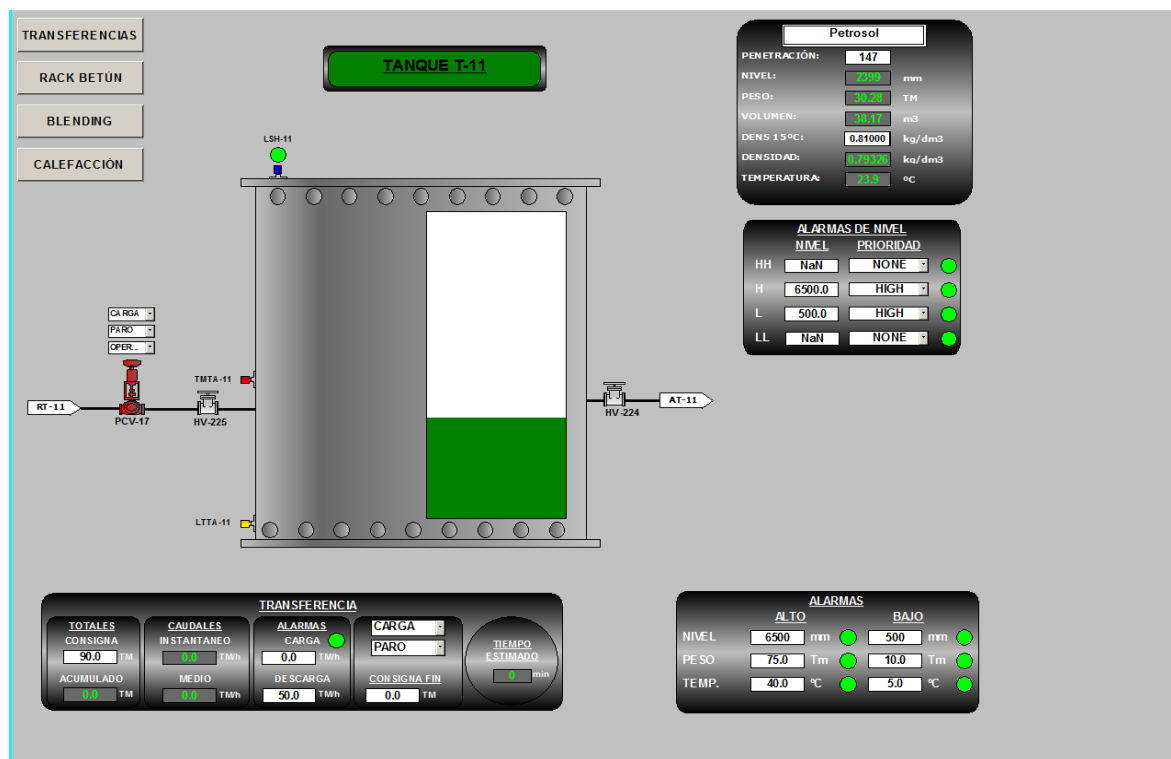 TRANSFERENCIAS
RACK BETÚN
BLENDING
CALEFACCIÓN
TANQUE T-11
LSH-11
Petrosol
PENETRACIÓN: 147
NIVEL: 2399 mm
PESO: 30.28 TM
VOLUMEN: 38.17 m3
DENS 15ºC: 0.81000 kg/dm3
DENSIDAD: 0.79326 kg/dm3
TEMPERATURA: 23.9 ºC
ALARMAS DE NIVEL
NIVEL PRIORIDAD
HH NaN NONE
H 6500.0 HIGH
L 500.0 HIGH
LL NaN NONE
CARGA
PARO
OPER...
TMTA-11
RT-11
PCV-17
HV-225
HV-224
AT-11
LTTA-11
TRANSFERENCIA
TOTALES
CONSIGNA
90.0 TM
ACUMULADO
0.0 TM
CAUDALES
INSTANTANEO
0.0 TM/h
MEDIO
0.0 TM/h
ALARMAS
CARGA
0.0 TM/h
DESCARGA
50.0 TM/h
CARGA
PARO
CONSIGNA FIN
0.0 TM
TIEMPO
ESTIMADO
0 min
ALARMAS
ALTO BAJO
NIVEL 6500 mm 500 mm
PESO 75.0 Tm 10.0 Tm
TEMP. 40.0 ºC 5.0 ºC